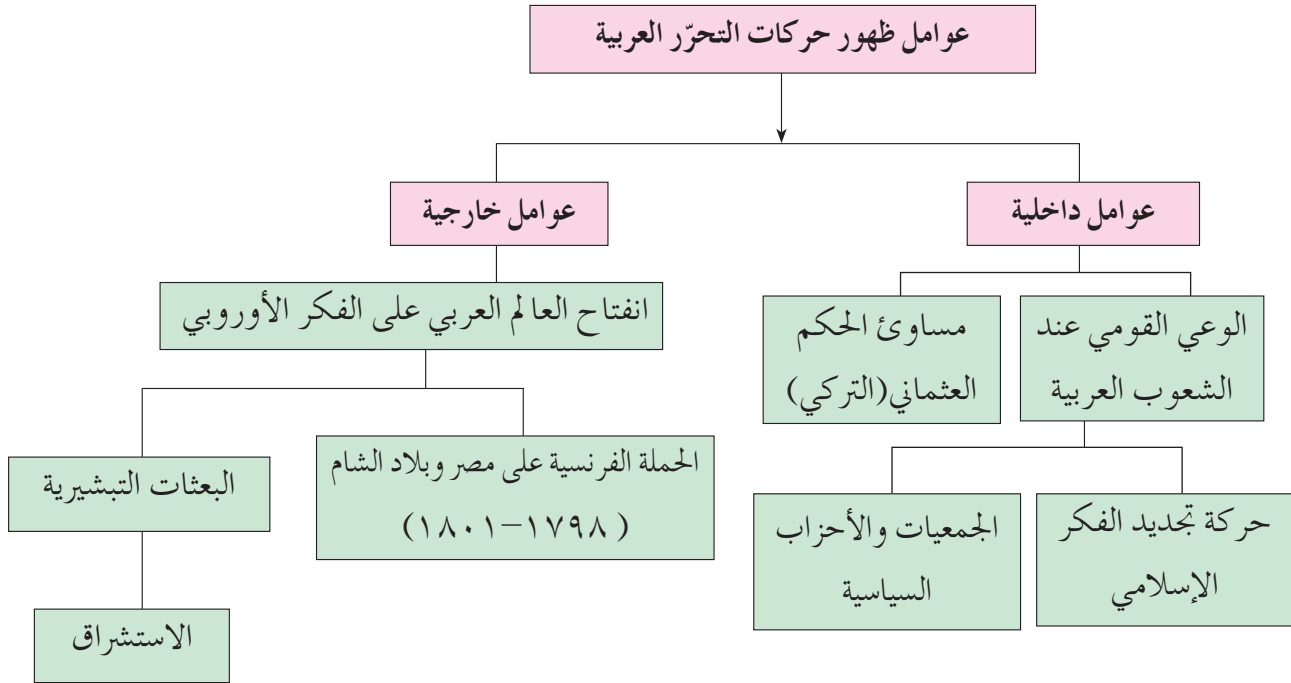 عوامل ظهور حركات التحرّر العربية
عوامل داخلية
عوامل خارجية
الوعي القومي عند
الشعوب العربية
مساوئ الحكم
العثماني(التركي)
انفتاح العالم العربي على الفكر الأوروبي
حركة تجديد الفكر
الإسلامي
الجمعيات والأحزاب
السياسية
الحملة الفرنسية على مصر وبلاد الشام
(١٧٩٨–١٨٠١)
البعثات التبشيرية
الاستشراق